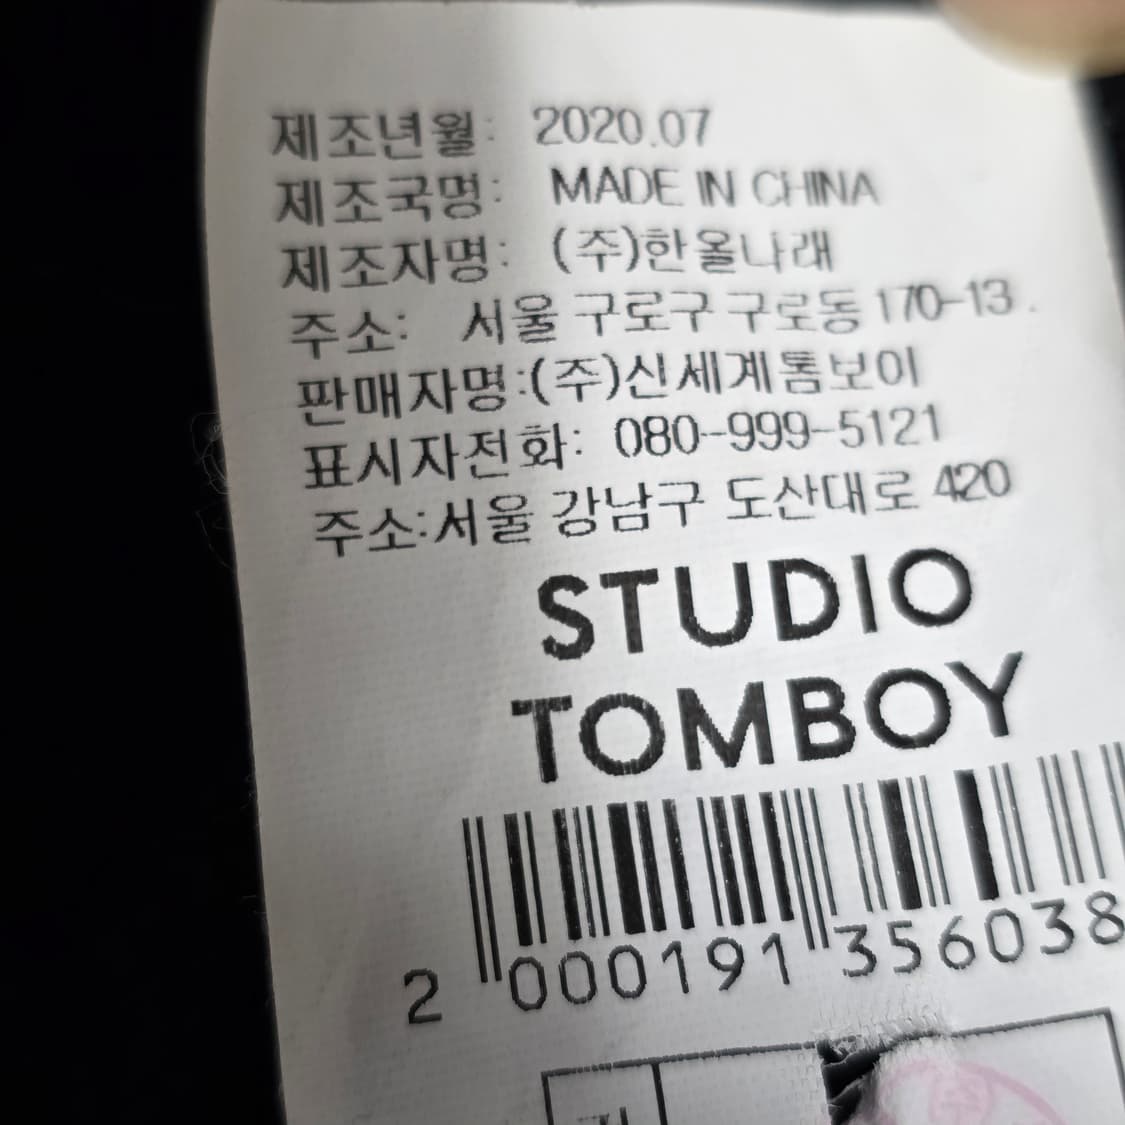 제조년월: 2020.07
제조국명: MADE IN CHINA
제조자명: (주)한올나래
주소: 서울 구로구 구로동 170-13.
판매자명:(주)신세계톰보이
표시자전화: 080-999-5121
주소:서울 강남구 도산대로 420
STUDIO
TOMBOY
2 000191 356038